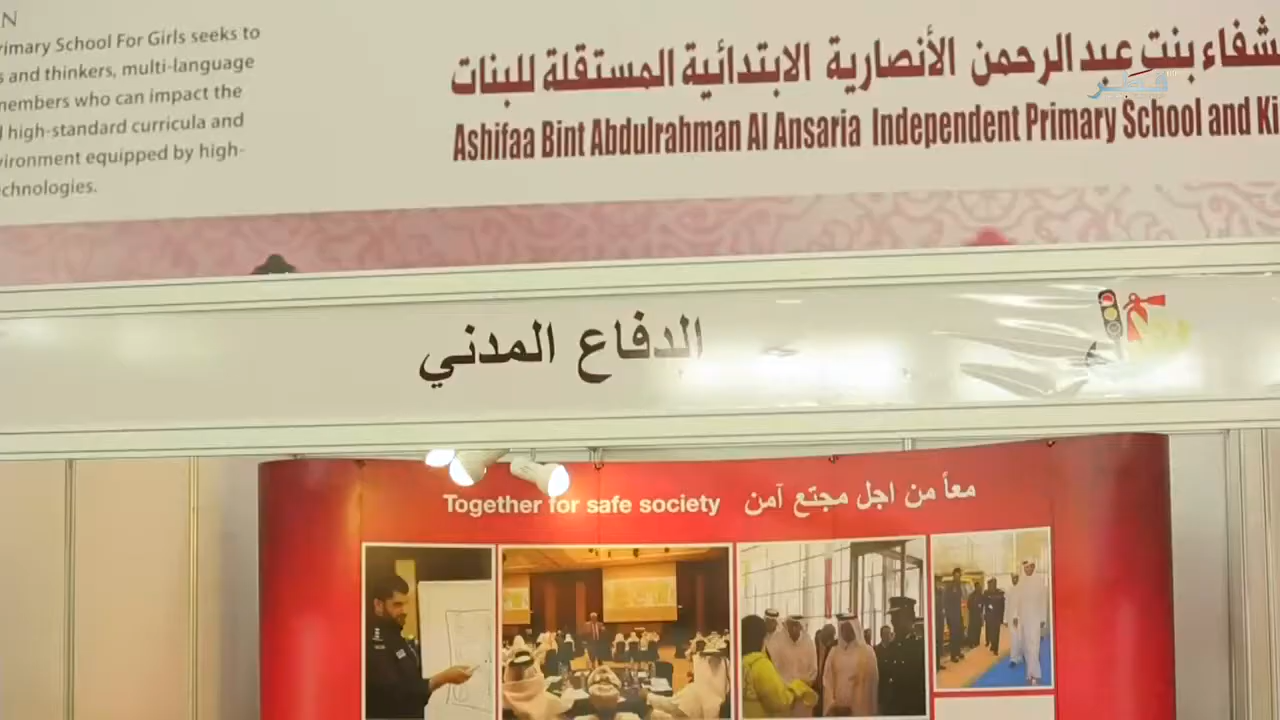 N
rimary School For Girls seeks to
s and thinkers, multi-language
members who can impact the
high-standard curricula and
vironment equipped by high-
echnologies.
شفاء بنت عبد الرحمن الأنصارية الابتدائية المستقلة للبنات
Ashifaa Bint Abdulrahman Al Ansaria Independent Primary School and Ki
قطر
الدفاع المدني
Together for safe society معاً من اجل مجتمع آمن